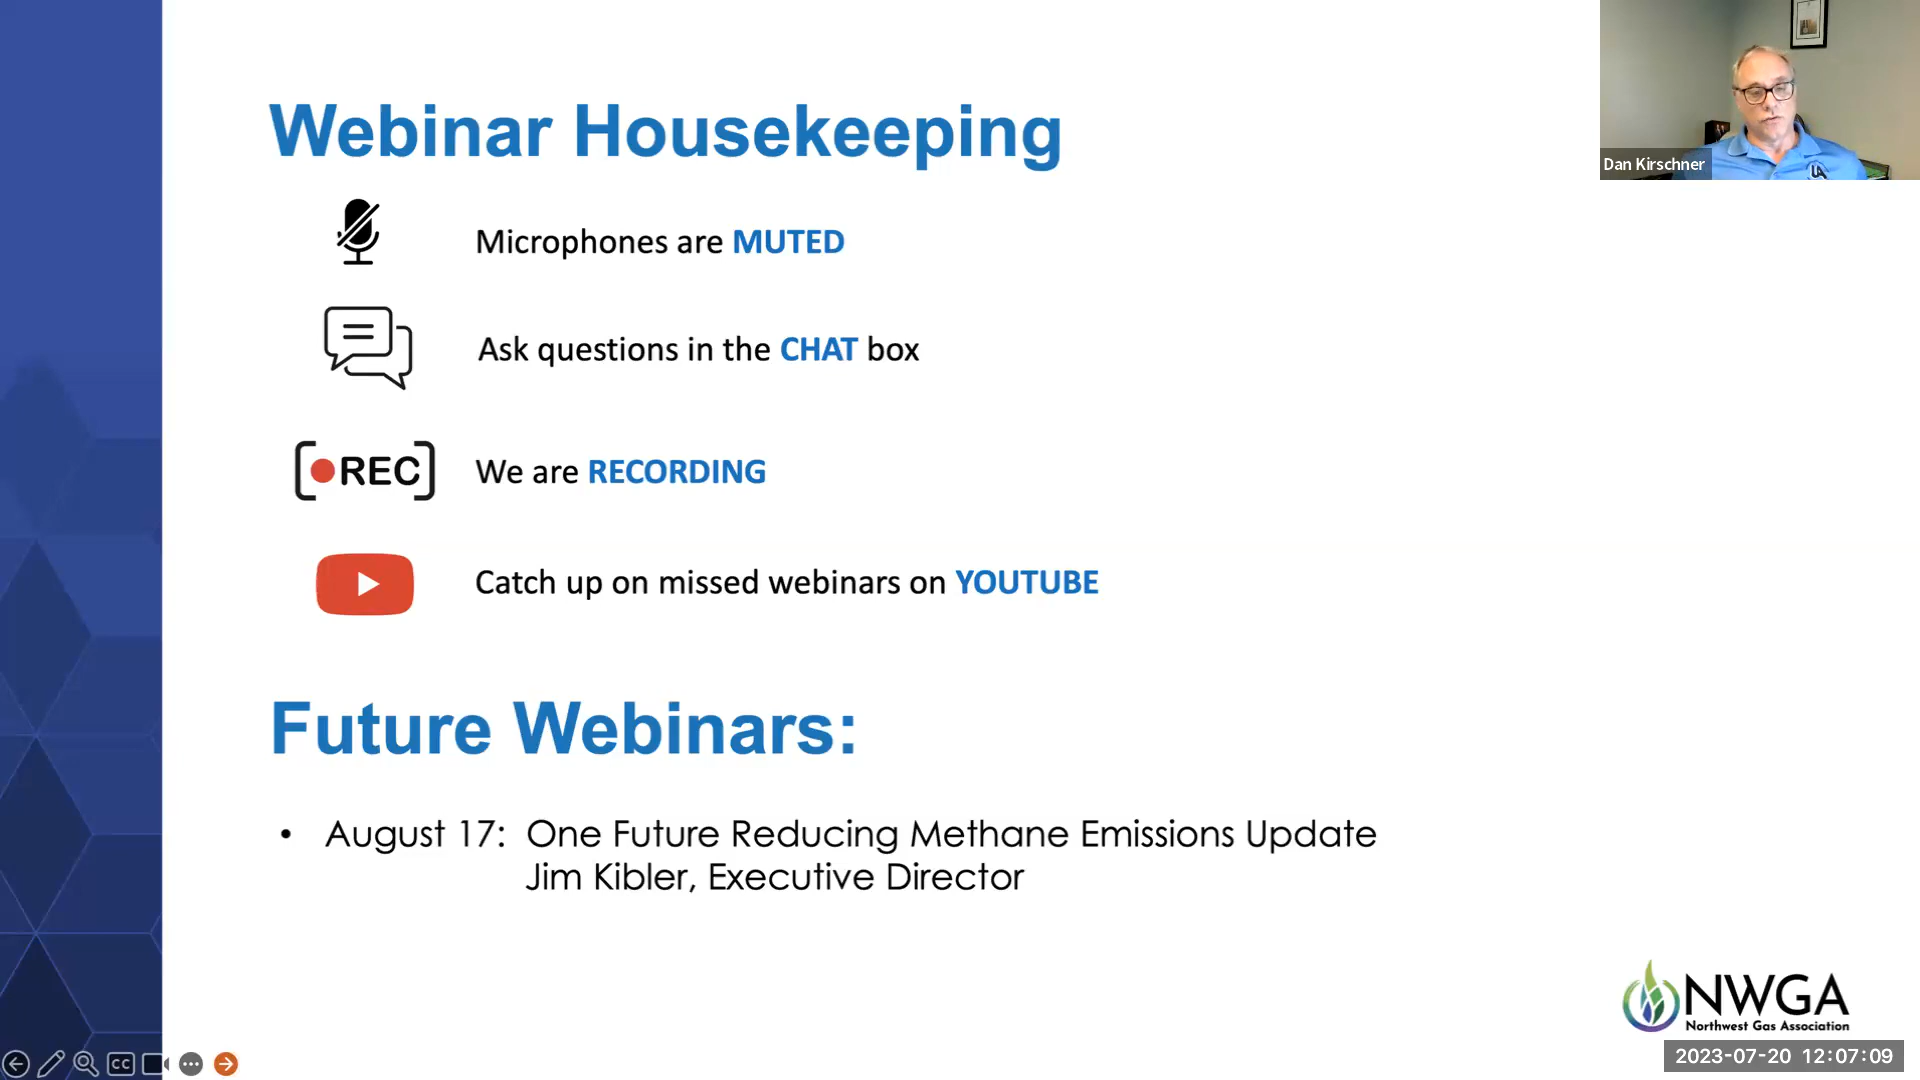 Webinar Housekeeping
Microphones are MUTED
Ask questions in the CHAT box
REC
We are RECORDING
Catch up on missed webinars on YOUTUBE
Future Webinars:
• August 17: One Future Reducing Methane Emissions Update
Jim Kibler, Executive Director
Dan Kirschner
NWGA
Northwest Gas Association
CC
2023-07-20 12:07:09